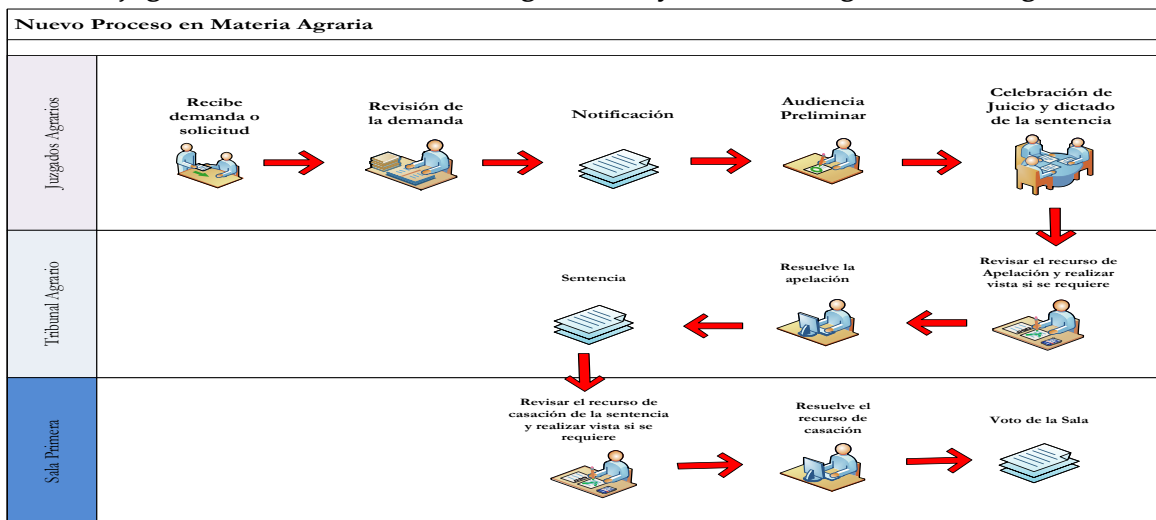 Nuevo Proceso en Materia Agraria
Juzgados Agrarios
Recibe
demanda o
solicitud
Revisión de
la demanda
Notificación
Audiencia
Preliminar
Celebración de
Juicio y dictado
de la sentencia
Tribunal Agrario
Sentencia
Resuelve la
apelación
Revisar el recurso de
Apelación y realizar
vista si se requiere
Sala Primera
Revisar el recurso de
casación de la sentencia
y realizar vista si se
requiere
Resuelve el
recurso de
casación
Voto de la Sala